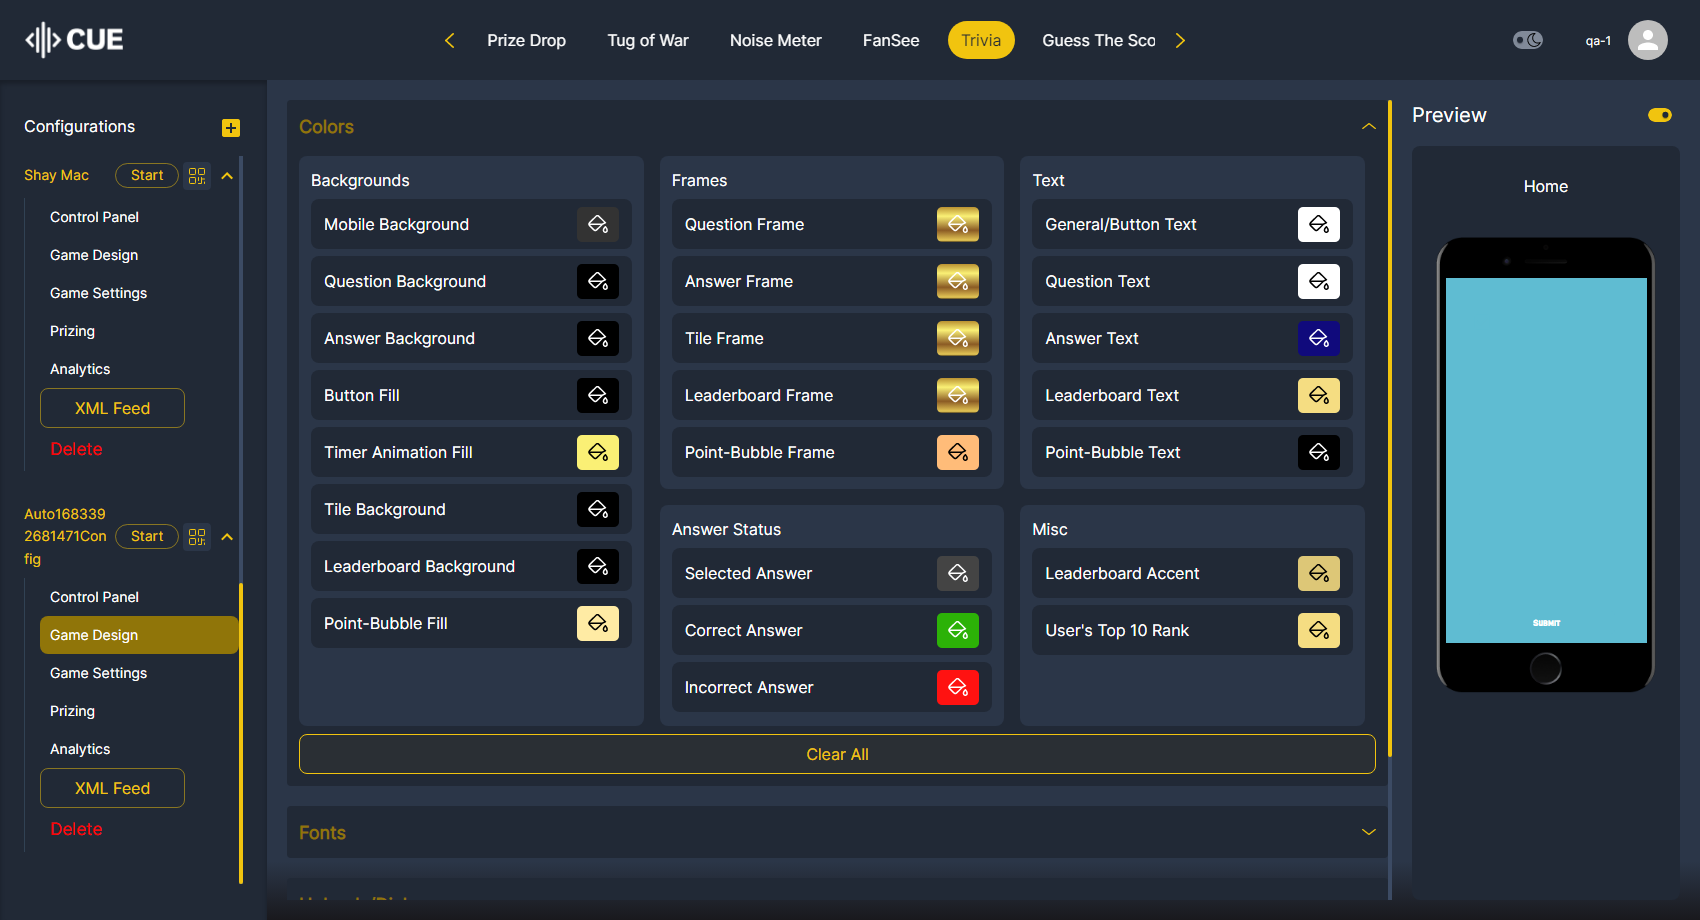 CUE
Prize Drop
Tug of War
Noise Meter
FanSee
Trivia
Guess The Sco
qa-1
Configurations
Shay Mac
Start
Control Panel
Game Design
Game Settings
Prizing
Analytics
XML Feed
Delete
Auto168339
2681471Con
fig
Start
Control Panel
Game Design
Game Settings
Prizing
Analytics
XML Feed
Delete
Colors
Backgrounds
Mobile Background
Question Background
Answer Background
Button Fill
Timer Animation Fill
Tile Background
Leaderboard Background
Point-Bubble Fill
Frames
Question Frame
Answer Frame
Tile Frame
Leaderboard Frame
Point-Bubble Frame
Text
General/Button Text
Question Text
Answer Text
Leaderboard Text
Point-Bubble Text
Answer Status
Selected Answer
Correct Answer
Incorrect Answer
Misc
Leaderboard Accent
User's Top 10 Rank
Clear All
Fonts
Preview
Home
SUBMIT